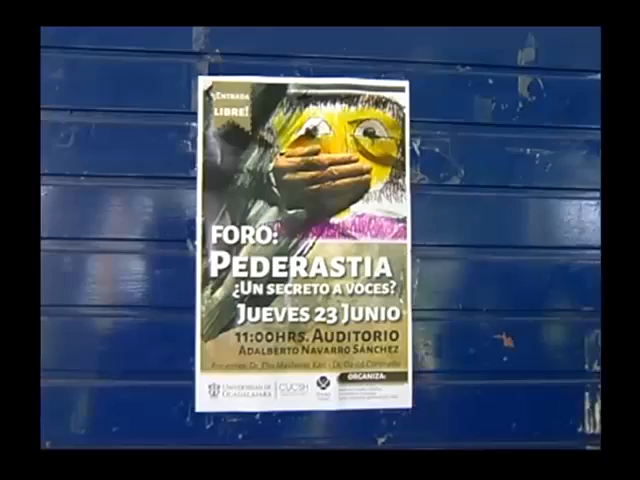 ¡ENTRADA
LIBRE!
FORO:
PEDERASTIA
¿UN SECRETO A VOCES?
JUEVES 23 JUNIO
11:00HRS. AUDITORIO
ADALBERTO NAVARRO SÁNCHEZ
UNIVERSIDAD DE
GUADALAJARA
CUCSH
ORGANIZA: